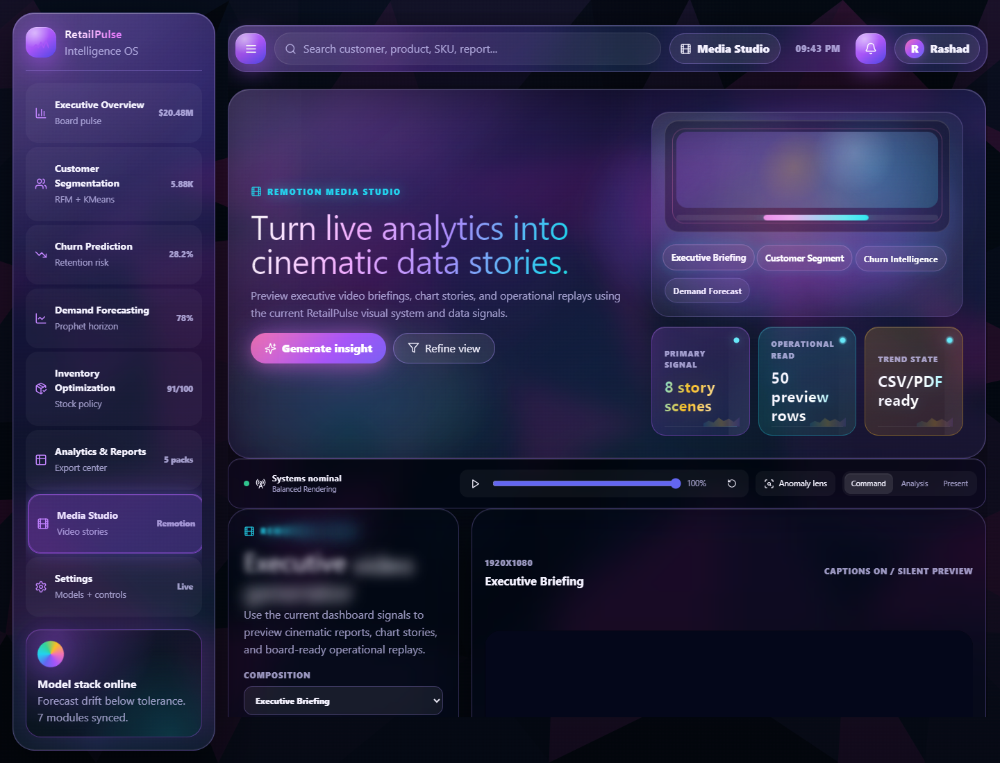 RetailPulse
Intelligence OS
Executive Overview
Board pulse
$20.48M
Customer
Segmentation
RFM + KMeans
5.88K
Churn Prediction
Retention risk
28.2%
Demand Forecasting
Prophet horizon
78%
Inventory
Optimization
Stock policy
91/100
Analytics & Reports
Export center
5 packs
Media Studio
Video stories
Remotion
Settings
Models + controls
Live
Model stack online
Forecast drift below tolerance.
7 modules synced.
Search customer, product, SKU, report...
Media Studio
09:43 PM
R
Rashad
REMOTION MEDIA STUDIO
Turn live analytics into
cinematic data stories.
Preview executive video briefings, chart stories, and operational replays using
the current RetailPulse visual system and data signals.
Generate insight
Refine view
Executive Briefing
Customer Segment
Churn Intelligence
Demand Forecast
PRIMARY
SIGNAL
8 story
scenes
OPERATIONAL
READ
50
preview
rows
TREND STATE
CSV/PDF
ready
Systems nominal
Balanced Rendering
100%
Anomaly lens
Command
Analysis
Present
Executive video
generator
Use the current dashboard signals to
preview cinematic reports, chart stories,
and board-ready operational replays.
COMPOSITION
Executive Briefing
1920X1080
Executive Briefing
CAPTIONS ON / SILENT PREVIEW